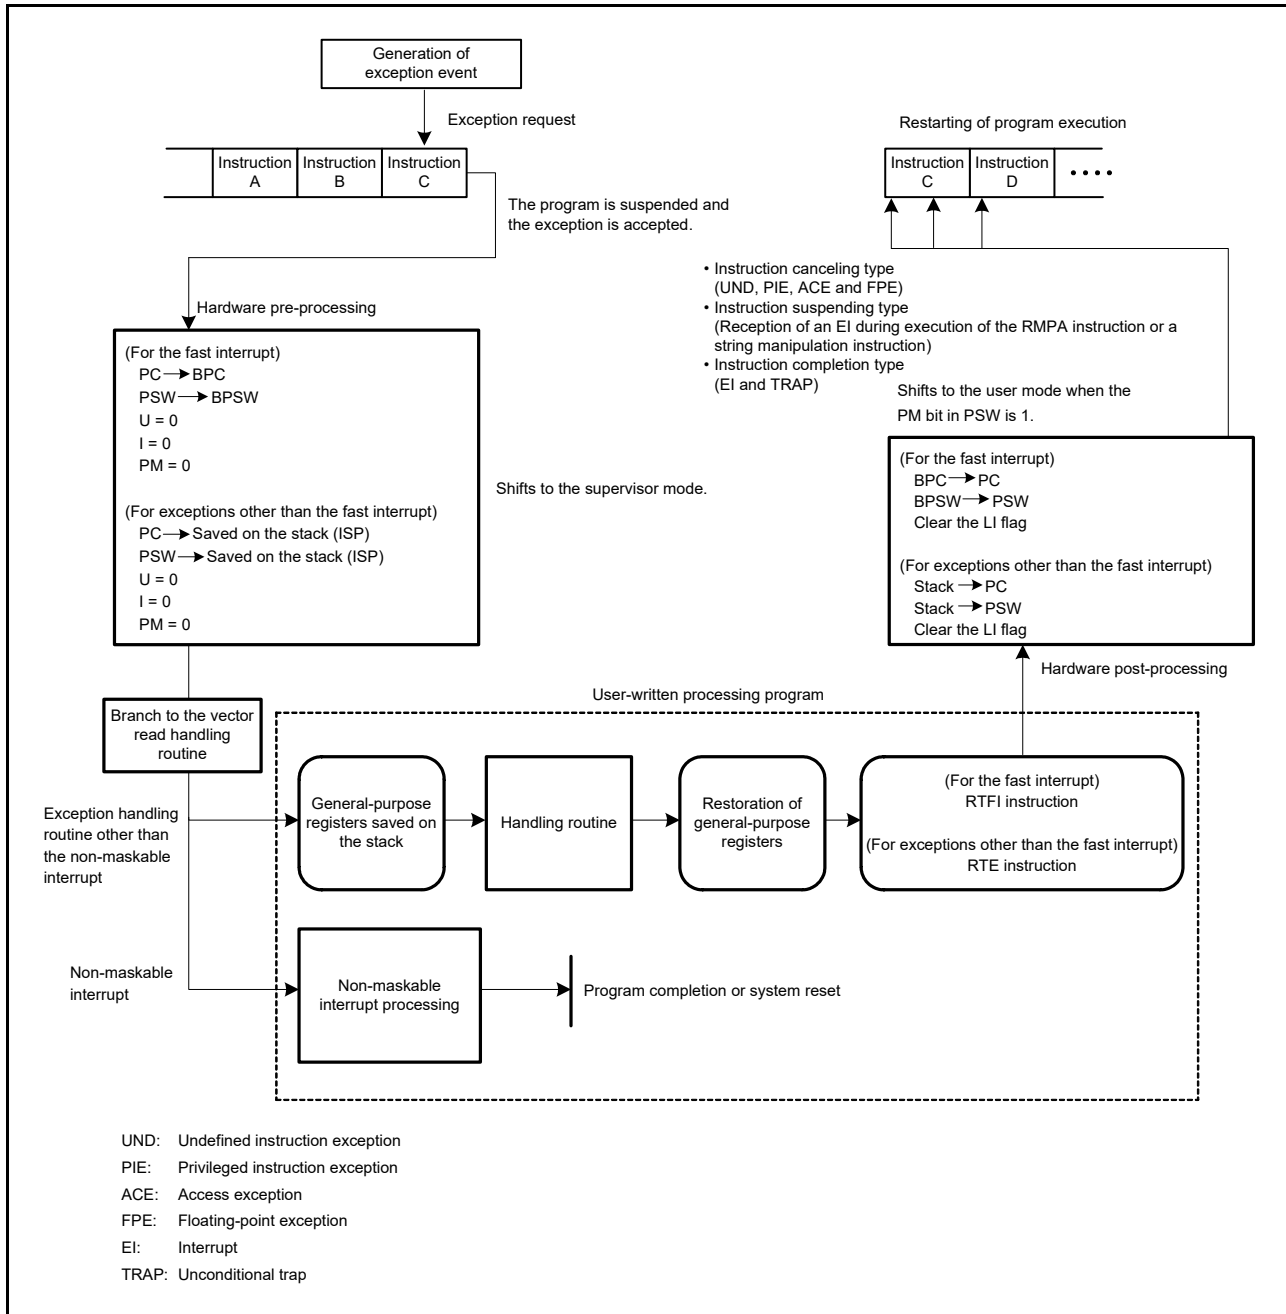 Generation of
exception event
Exception request
Instruction
A
Instruction
B
Instruction
C
The program is suspended and
the exception is accepted.
Restarting of program execution
Instruction
C
Instruction
D
• • • •
• Instruction canceling type
(UND, PIE, ACE and FPE)
• Instruction suspending type
(Reception of an EI during execution of the RMPA instruction or a
string manipulation instruction)
• Instruction completion type
(EI and TRAP)
Hardware pre-processing
(For the fast interrupt)
PC → BPC
PSW → BPSW
U = 0
I = 0
PM = 0
(For exceptions other than the fast interrupt)
PC → Saved on the stack (ISP)
PSW → Saved on the stack (ISP)
U = 0
I = 0
PM = 0
Shifts to the supervisor mode.
Shifts to the user mode when the
PM bit in PSW is 1.
(For the fast interrupt)
BPC → PC
BPSW → PSW
Clear the LI flag
(For exceptions other than the fast interrupt)
Stack → PC
Stack → PSW
Clear the LI flag
Hardware post-processing
User-written processing program
Branch to the vector
read handling
routine
Exception handling
routine other than
the non-maskable
interrupt
General-purpose
registers saved on
the stack
Handling routine
Restoration of
general-purpose
registers
(For the fast interrupt)
RTFI instruction
(For exceptions other than the fast interrupt)
RTE instruction
Non-maskable
interrupt
Non-maskable
interrupt processing
Program completion or system reset
UND: Undefined instruction exception
PIE: Privileged instruction exception
ACE: Access exception
FPE: Floating-point exception
EI: Interrupt
TRAP: Unconditional trap